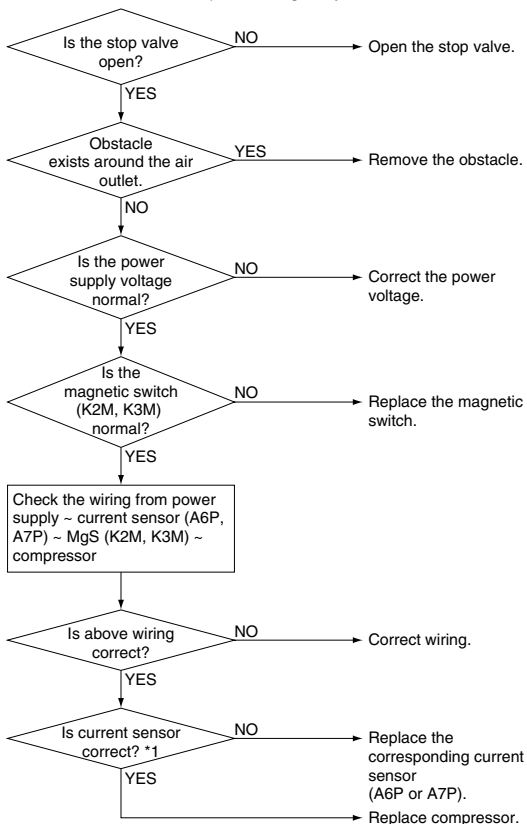 Is the stop valve
open?
NO
Open the stop valve.
YES
Obstacle
exists around the air
outlet.
YES
Remove the obstacle.
NO
Is the power
supply voltage
normal?
NO
Correct the power
voltage.
YES
Is the
magnetic switch
(K2M, K3M)
normal?
NO
Replace the magnetic
switch.
YES
Check the wiring from power
supply ~ current sensor (A6P,
A7P) ~ MgS (K2M, K3M) ~
compressor
Is above wiring
correct?
NO
Correct wiring.
YES
Is current sensor
correct? *1
NO
Replace the
corresponding current
sensor
(A6P or A7P).
YES
Replace compressor.